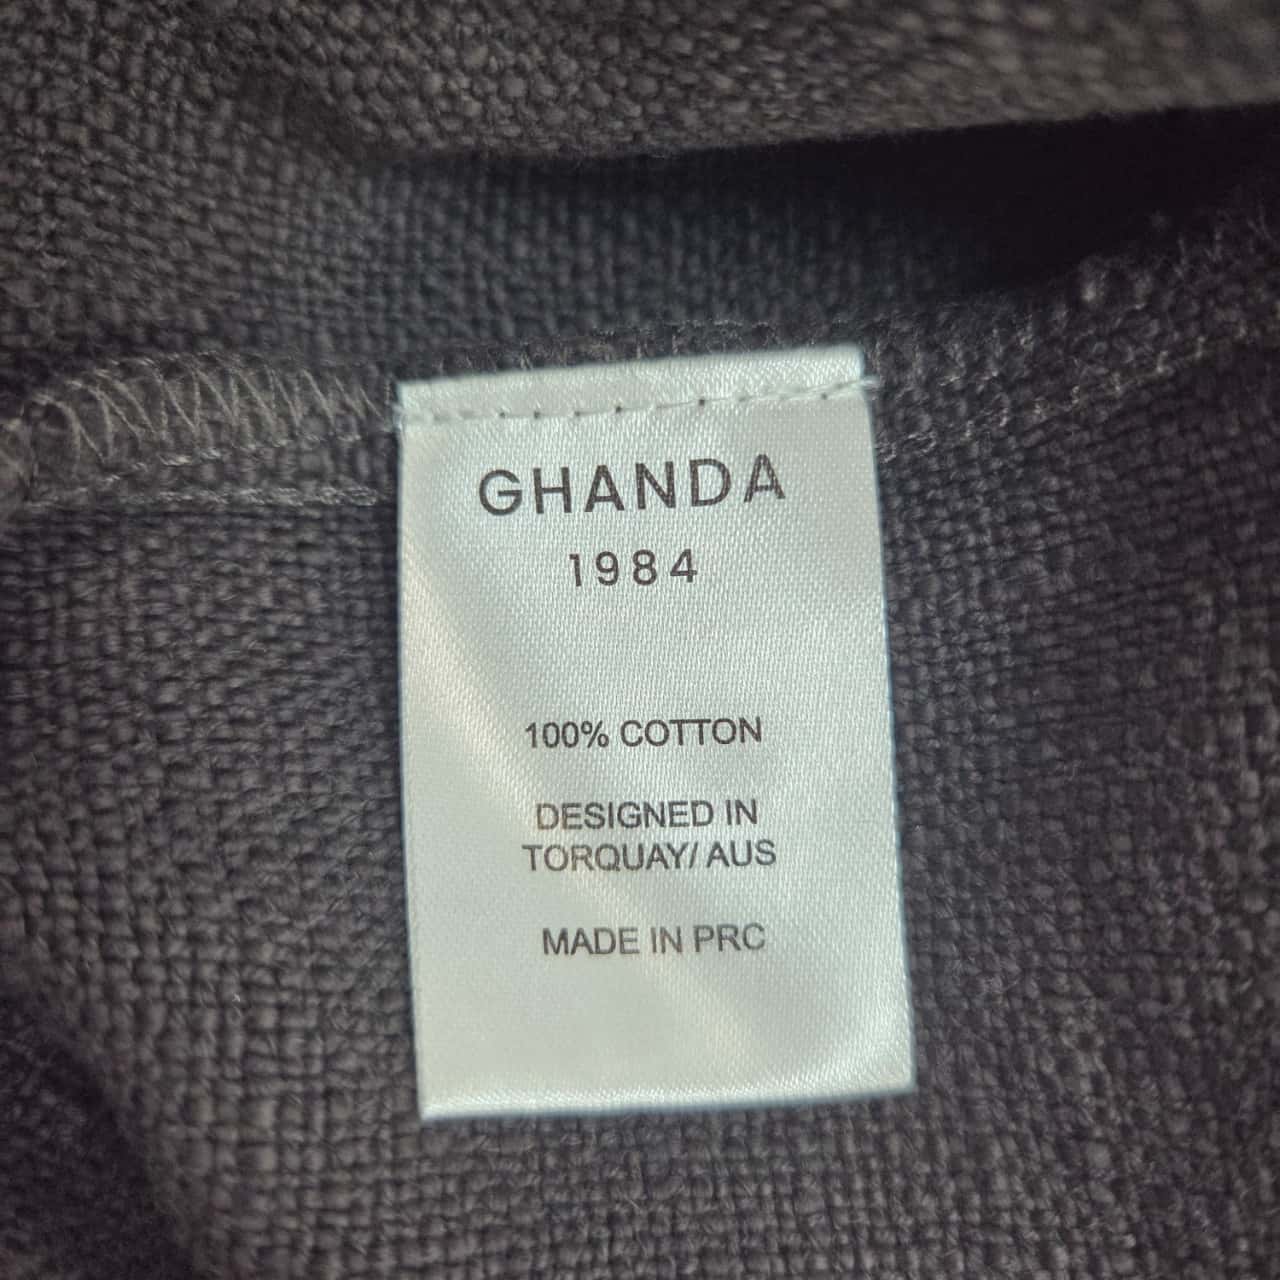 GHANDA
1984
100% COTTON
DESIGNED IN
TORQUAY/ AUS
MADE IN PRC